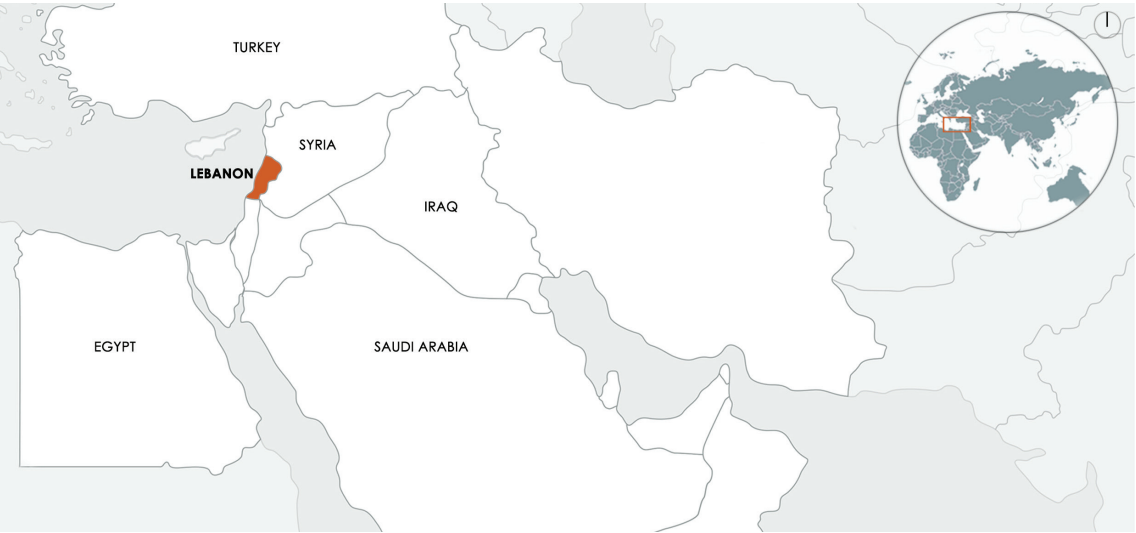 TURKEY
SYRIA
LEBANON
IRAQ
EGYPT
SAUDI ARABIA